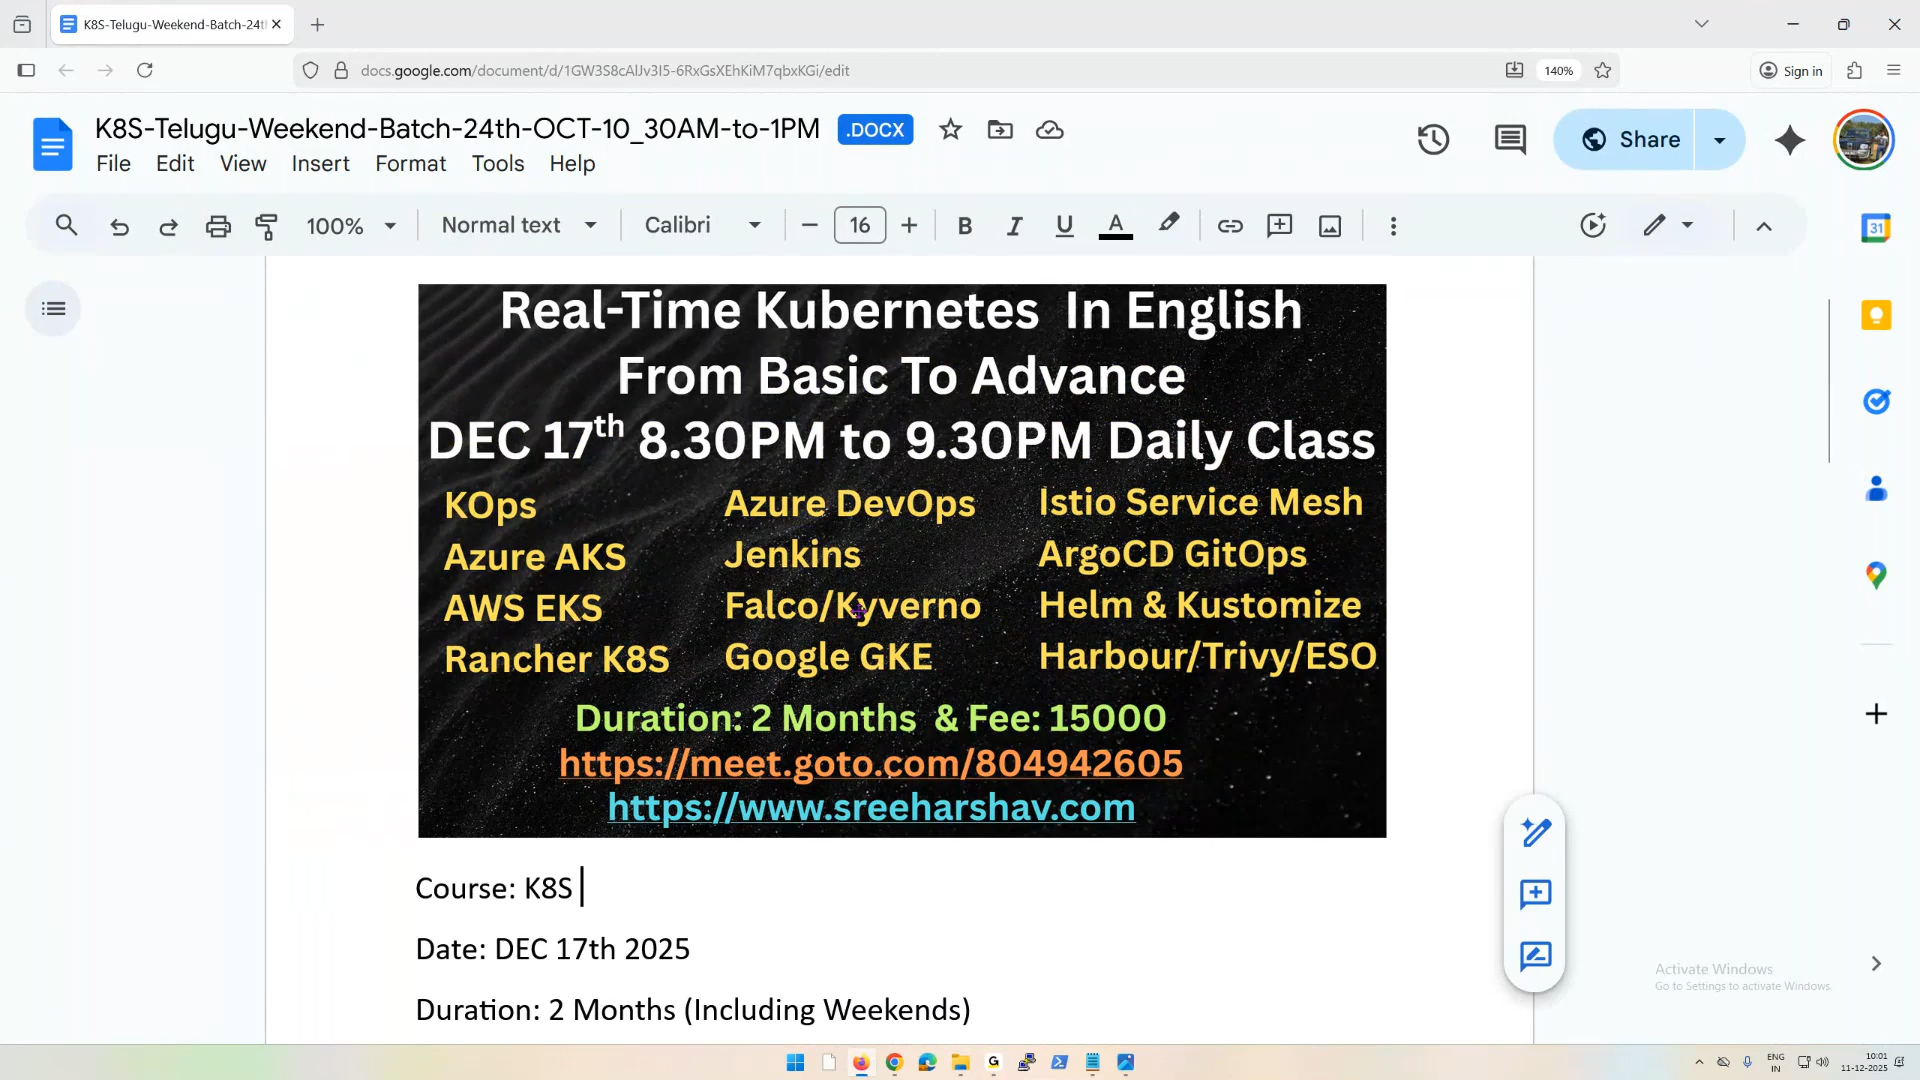 K8S-Telugu-Weekend-Batch-24th
docs.google.com/document/d/1GW3S8cAlJv3I5-6RxGsXEhKiM7qbxKGi/edit
140%
Sign in
K8S-Telugu-Weekend-Batch-24th-OCT-10_30AM-to-1PM .DOCX
File Edit View Insert Format Tools Help
Share
100% Normal text Calibri 16 B I U A
31
Real-Time Kubernetes In English
From Basic To Advance
DEC 17th 8.30PM to 9.30PM Daily Class
KOps Azure DevOps Istio Service Mesh
Azure AKS Jenkins ArgoCD GitOps
AWS EKS Falco/Kyverno Helm & Kustomize
Rancher K8S Google GKE Harbour/Trivy/ESO
Duration: 2 Months & Fee: 15000
https://meet.goto.com/804942605
https://www.sreeharshav.com
Course: K8S
Date: DEC 17th 2025
Duration: 2 Months (Including Weekends)
Activate Windows
Go to Settings to activate Windows.
ENG
IN
10:01
11-12-2025